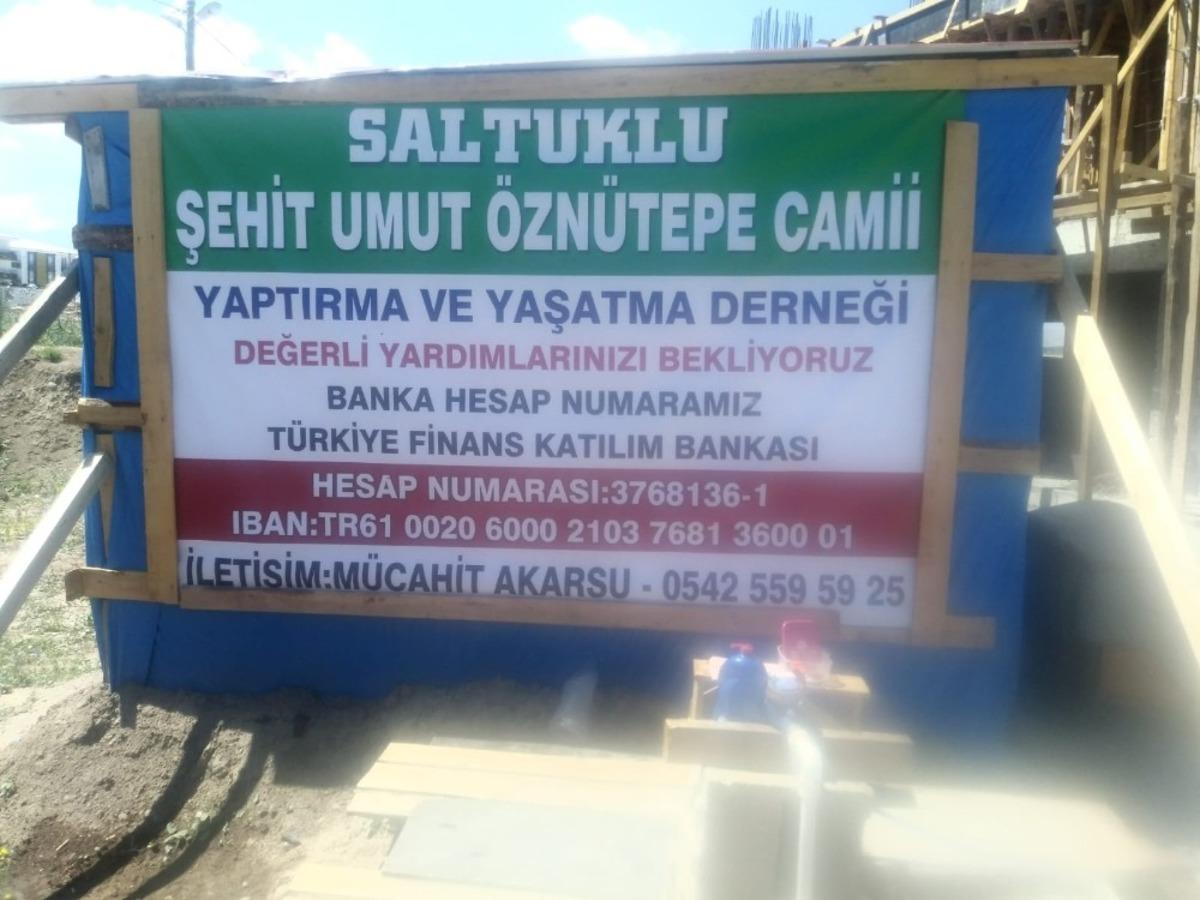 SALTUKLU
ŞEHİT UMUT ÖZNÜTEPE CAMİİ
YAPTIRMA VE YAŞATMA DERNEĞİ
DEĞERLİ YARDIMLARINIZI BEKLİYORUZ
BANKA HESAP NUMARAMIZ
TÜRKİYE FİNANS KATILIM BANKASI
HESAP NUMARASI:3768136-1
IBAN:TR61 0020 6000 2103 7681 3600 01
İLETİŞİM:MÜCAHİT AKARSU - 0542 559 59 25